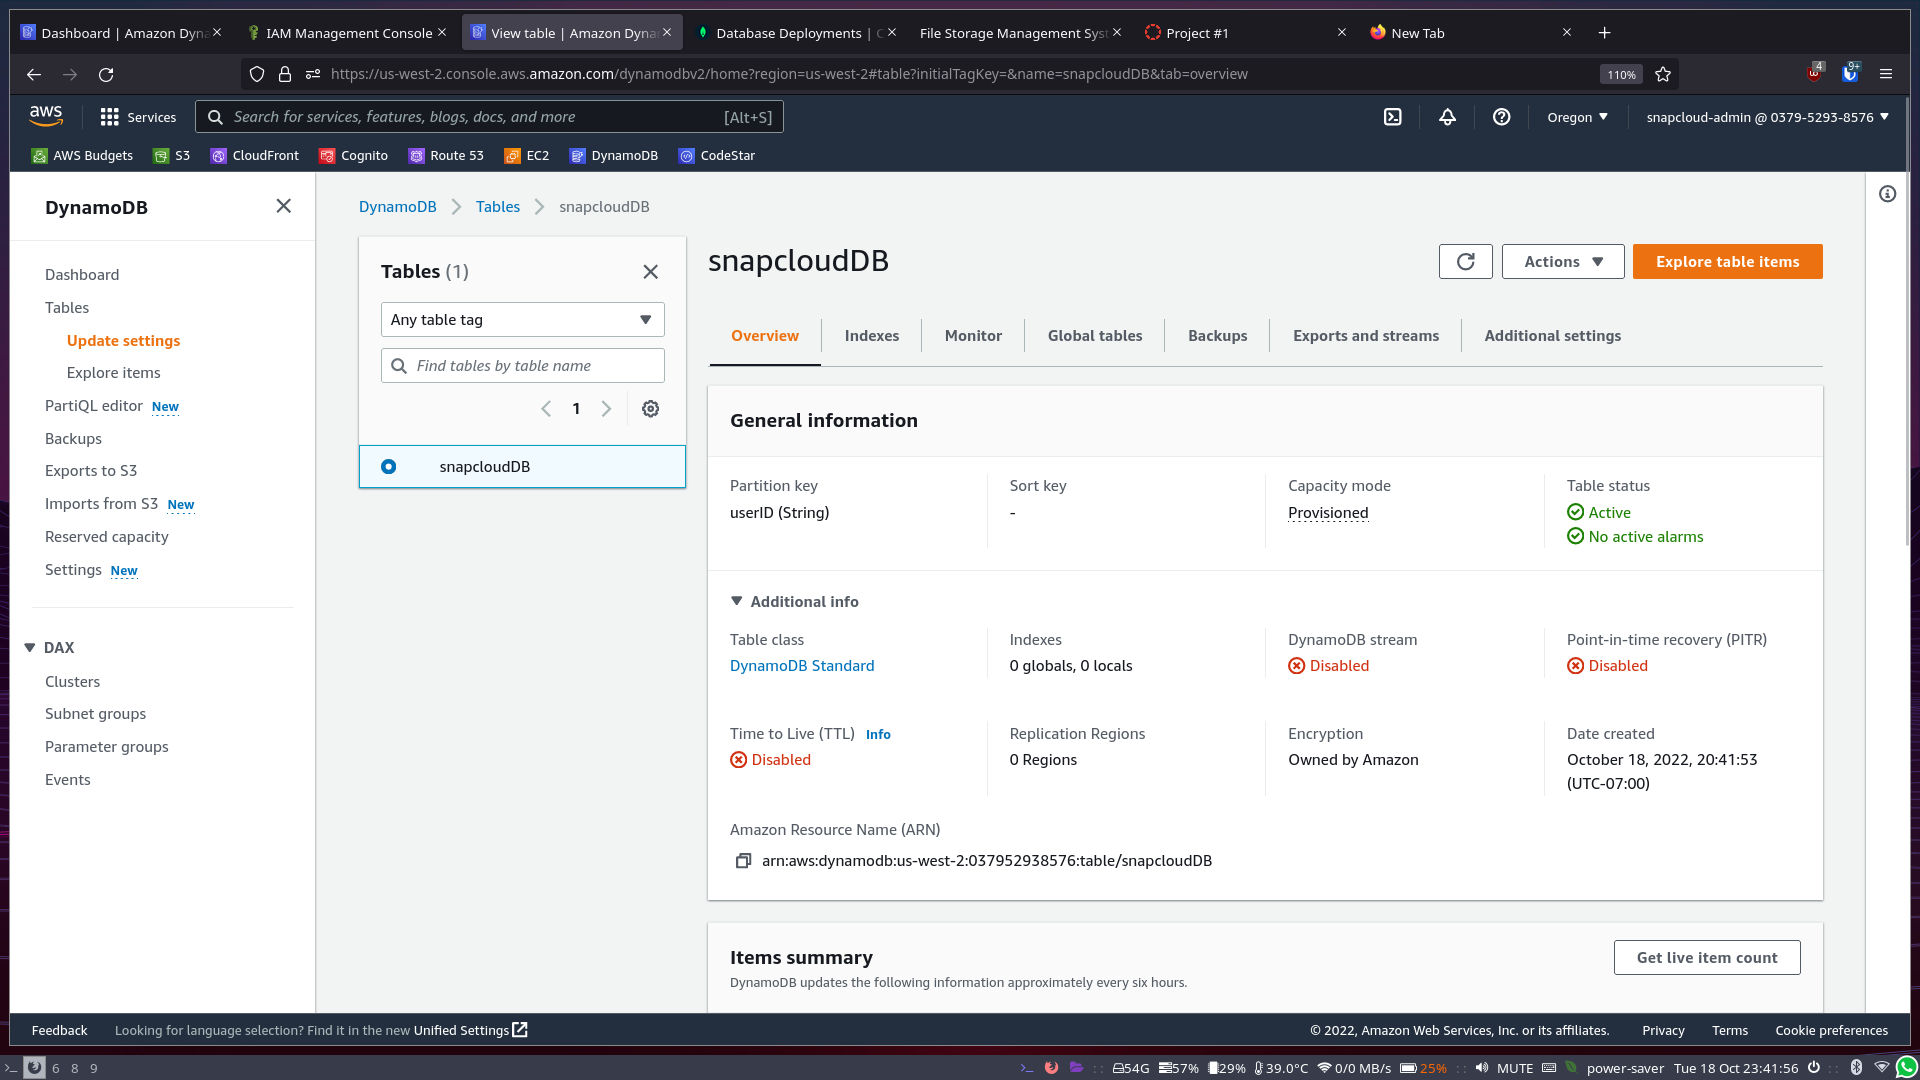 Dashboard | Amazon Dyna
IAM Management Console
View table | Amazon Dyna
Database Deployments | C
File Storage Management Syst
Project #1
New Tab
https://us-west-2.console.aws.amazon.com/dynamodbv2/home?region=us-west-2#table?initialTagKey=&name=snapcloudDB&tab=overview
110%
4
9+
aws
Services
Search for services, features, blogs, docs, and more
[Alt+S]
Oregon
snapcloud-admin @ 0379-5293-8576
AWS Budgets
S3
CloudFront
Cognito
Route 53
EC2
DynamoDB
CodeStar
DynamoDB
Dashboard
Tables
Update settings
Explore items
PartiQL editor New
Backups
Exports to S3
Imports from S3 New
Reserved capacity
Settings New
DAX
Clusters
Subnet groups
Parameter groups
Events
DynamoDB
Tables
snapcloudDB
Tables (1)
Any table tag
Find tables by table name
1
snapcloudDB
snapcloudDB
Actions
Explore table items
Overview
Indexes
Monitor
Global tables
Backups
Exports and streams
Additional settings
General information
Partition key
userID (String)
Sort key
-
Capacity mode
Provisioned
Table status
Active
No active alarms
Additional info
Table class
DynamoDB Standard
Indexes
0 globals, 0 locals
DynamoDB stream
Disabled
Point-in-time recovery (PITR)
Disabled
Time to Live (TTL) Info
Disabled
Replication Regions
0 Regions
Encryption
Owned by Amazon
Date created
October 18, 2022, 20:41:53
(UTC-07:00)
Amazon Resource Name (ARN)
arn:aws:dynamodb:us-west-2:037952938576:table/snapcloudDB
Items summary
DynamoDB updates the following information approximately every six hours.
Get live item count
Feedback
Looking for language selection? Find it in the new Unified Settings
© 2022, Amazon Web Services, Inc. or its affiliates.
Privacy
Terms
Cookie preferences
6 8 9
54G
57%
29%
39.0°C
0/0 MB/s
25%
MUTE
power-saver
Tue 18 Oct 23:41:56